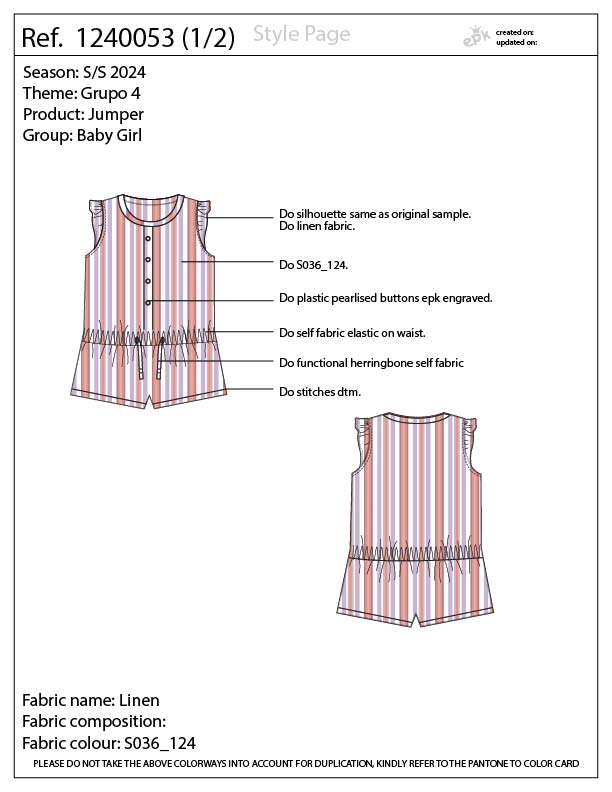 Ref. 1240053 (1/2) Style Page
epk
created on:
updated on:
Season: S/S 2024
Theme: Grupo 4
Product: Jumper
Group: Baby Girl
Do silhouette same as original sample.
Do linen fabric.
Do S036_124.
Do plastic pearlised buttons epk engraved.
Do self fabric elastic on waist.
Do functional herringbone self fabric
Do stitches dtm.
Fabric name: Linen
Fabric composition:
Fabric colour: S036_124
PLEASE DO NOT TAKE THE ABOVE COLORWAYS INTO ACCOUNT FOR DUPLICATION, KINDLY REFER TO THE PANTONE TO COLOR CARD